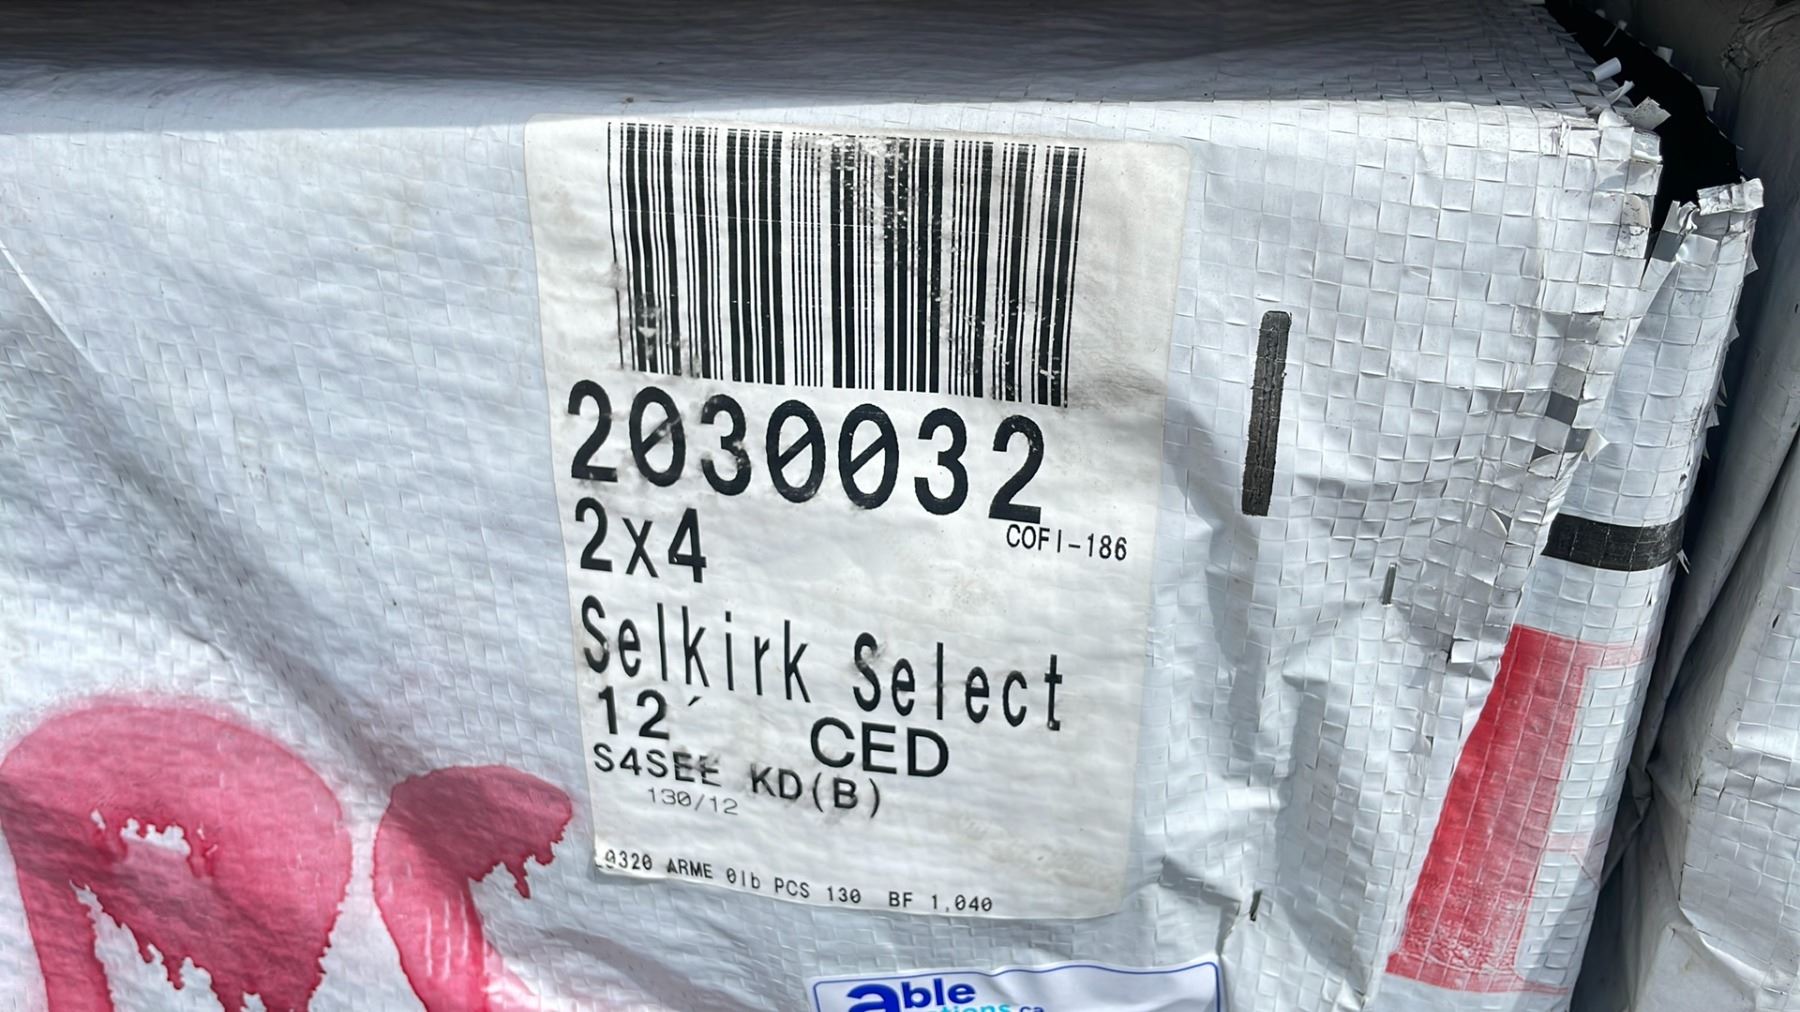 2030032
2x4
COFI-186
Selkirk Select
12´ CED
S4SEE KD(B)
130/12
0320 ARME 0lb PCS 130 BF 1,040
able
.ca